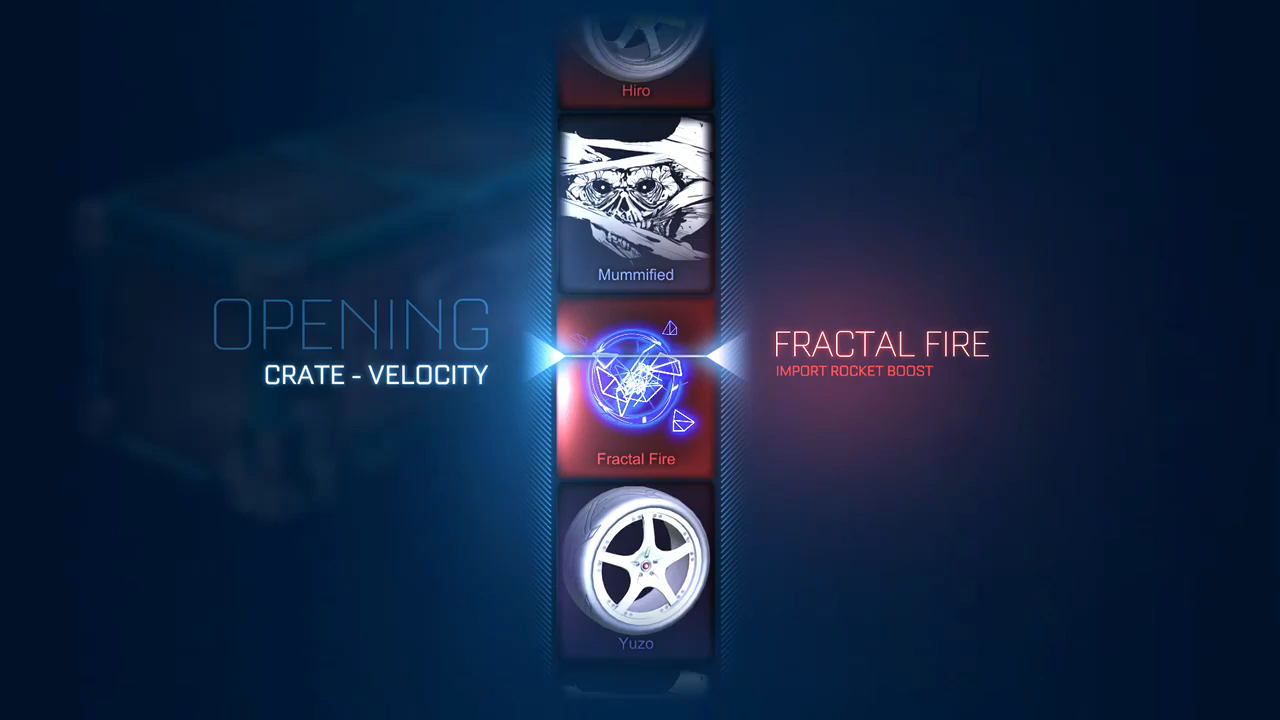 Hiro
Mummified
OPENING
CRATE - VELOCITY
FRACTAL FIRE
IMPORT ROCKET BOOST
Fractal Fire
Yuzo